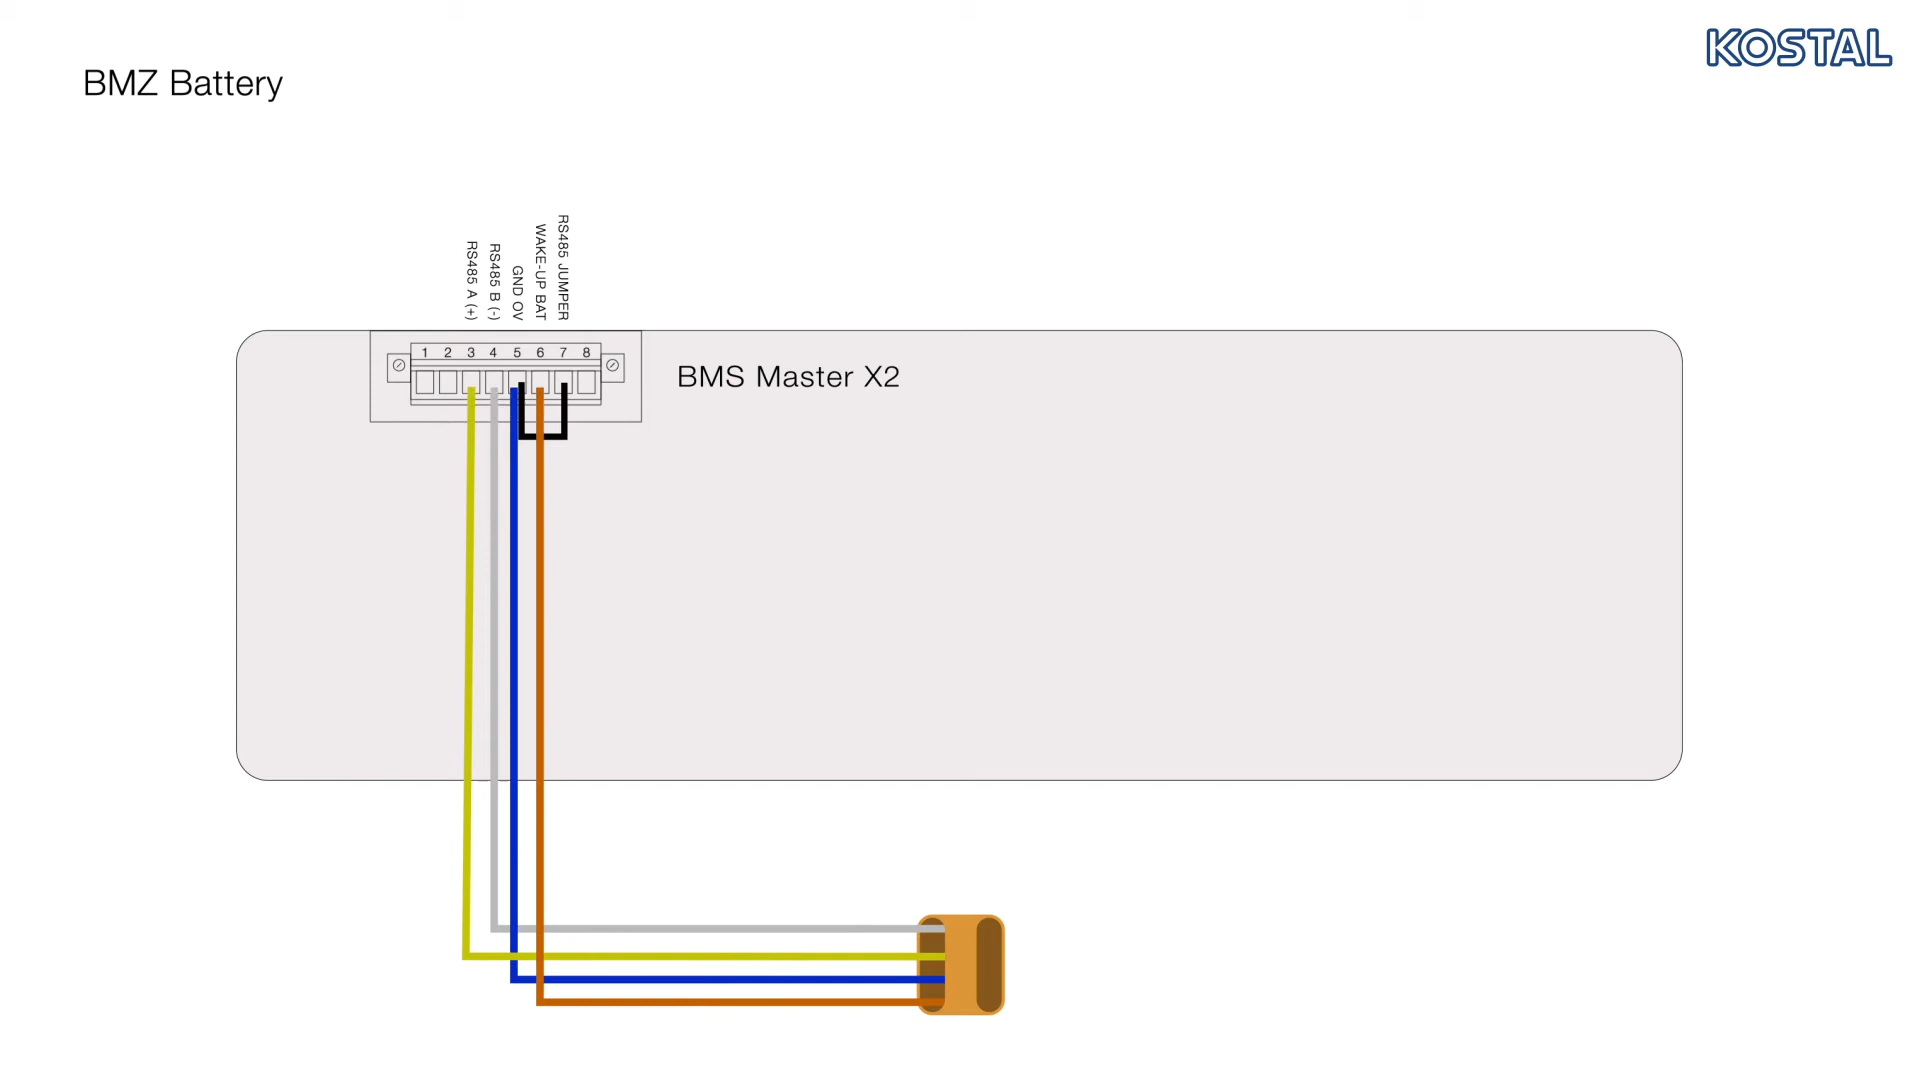 KOSTAL
BMZ Battery
RS485 A (+)
RS485 B (-)
GND OV
WAKE-UP BAT
RS485 JUMPER
1 2 3 4 5 6 7 8
BMS Master X2